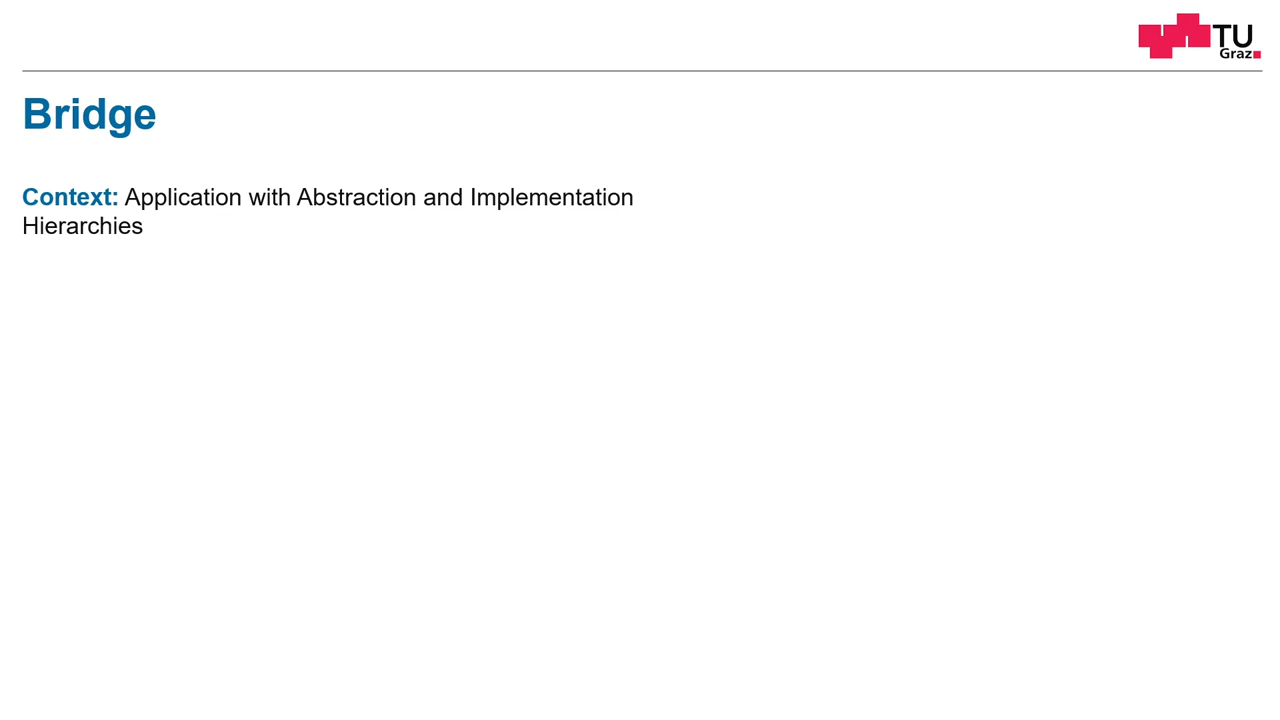 TU
Graz
Bridge
Context: Application with Abstraction and Implementation
Hierarchies